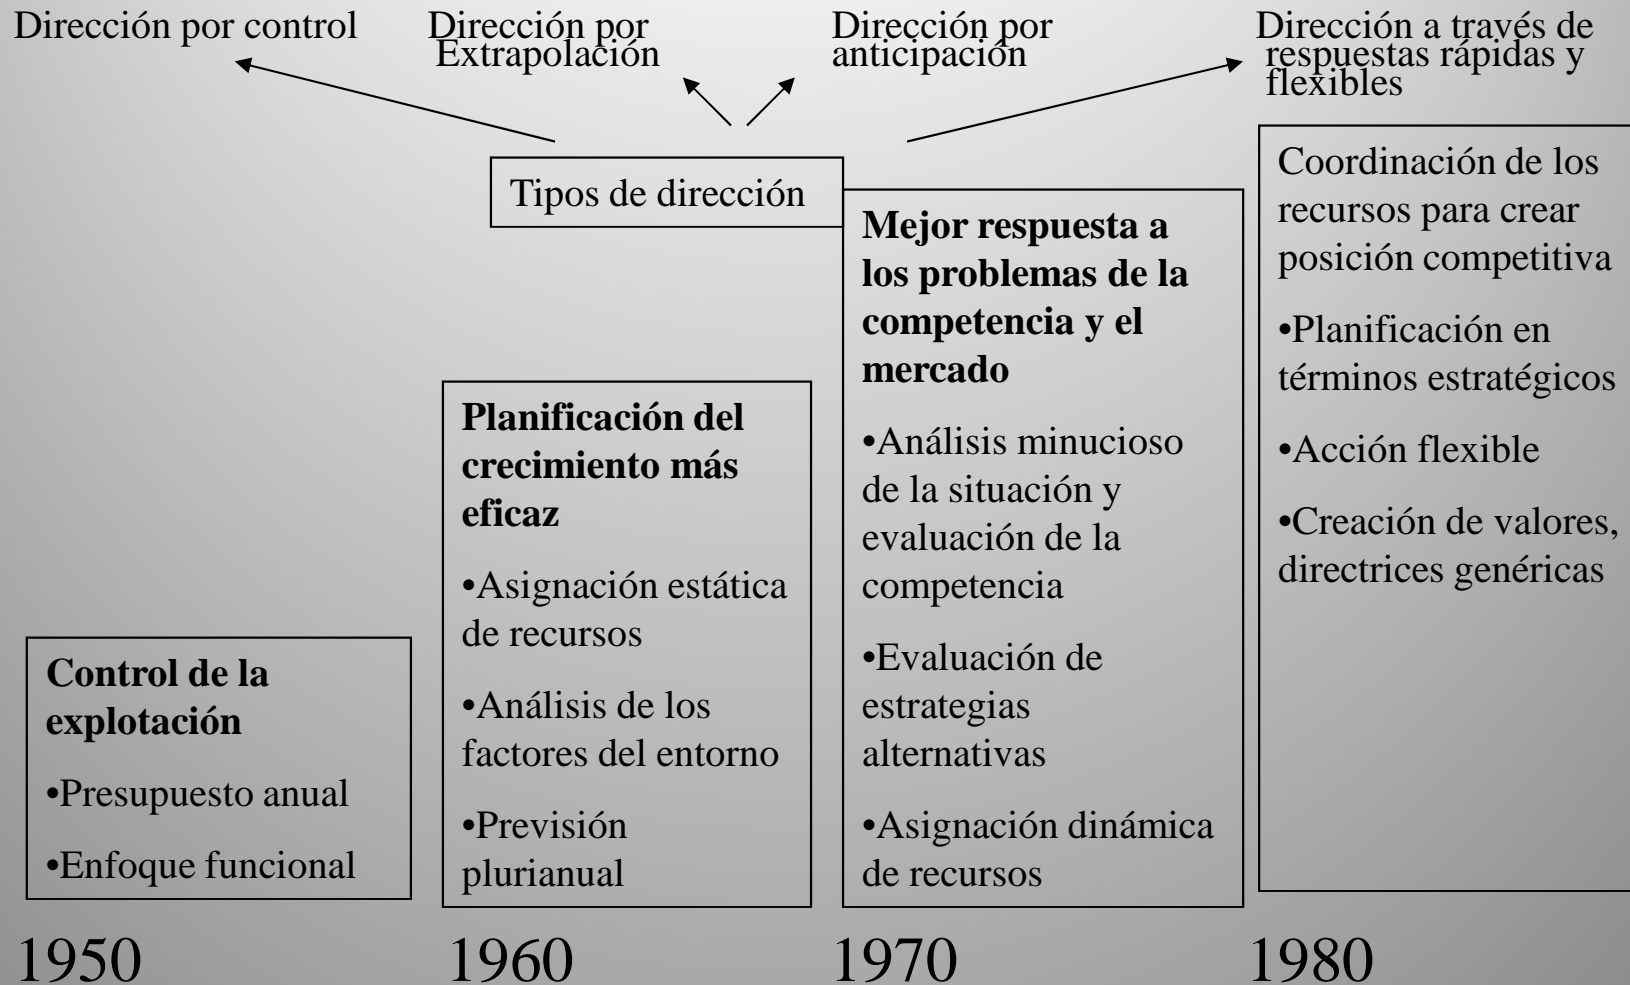 Dirección por control
Dirección por
Extrapolación
Dirección por
anticipación
Dirección a través de
respuestas rápidas y
flexibles
Tipos de dirección
Control de la
explotación
•Presupuesto anual
•Enfoque funcional
Planificación del
crecimiento más
eficaz
•Asignación estática
de recursos
•Análisis de los
factores del entorno
•Previsión
plurianual
Mejor respuesta a
los problemas de la
competencia y el
mercado
•Análisis minucioso
de la situación y
evaluación de la
competencia
•Evaluación de
estrategias
alternativas
•Asignación dinámica
de recursos
Coordinación de los
recursos para crear
posición competitiva
•Planificación en
términos estratégicos
•Acción flexible
•Creación de valores,
directrices genéricas
1950
1960
1970
1980